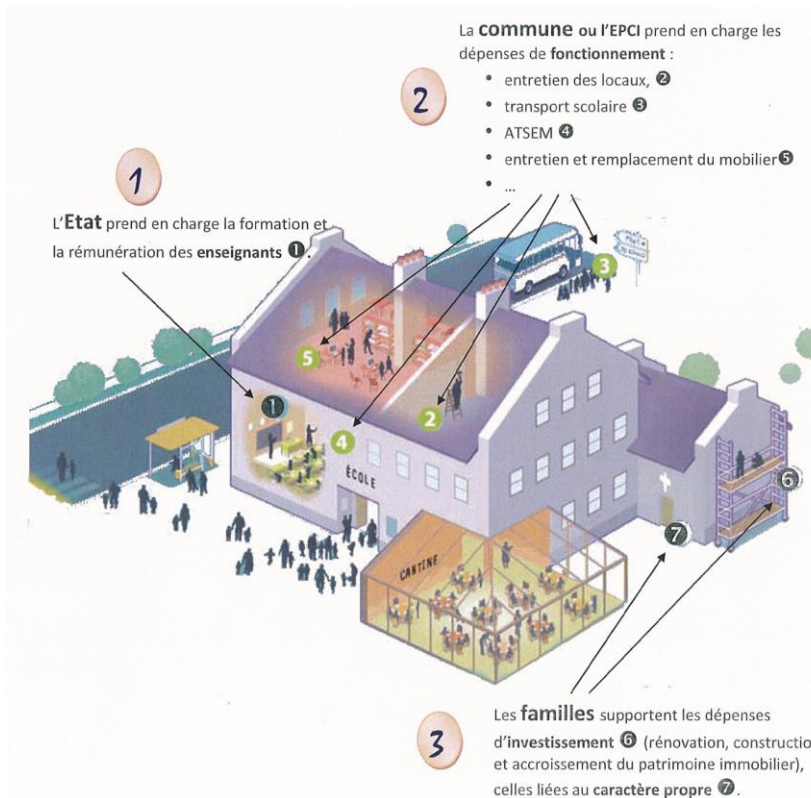 La commune ou l'EPCI prend en charge les
dépenses de fonctionnement :
2
• entretien des locaux, ❷
• transport scolaire ❸
• ATSEM ❹
• entretien et remplacement du mobilier❺
• ...
1
L'Etat prend en charge la formation et
la rémunération des enseignants ❶.
3
5
❶
2
4
ÉCOLE
❻
❼
CANTINE
3
Les familles supportent les dépenses
d'investissement ❻ (rénovation, constructio
et accroissement du patrimoine immobilier),
celles liées au caractère propre ❼.